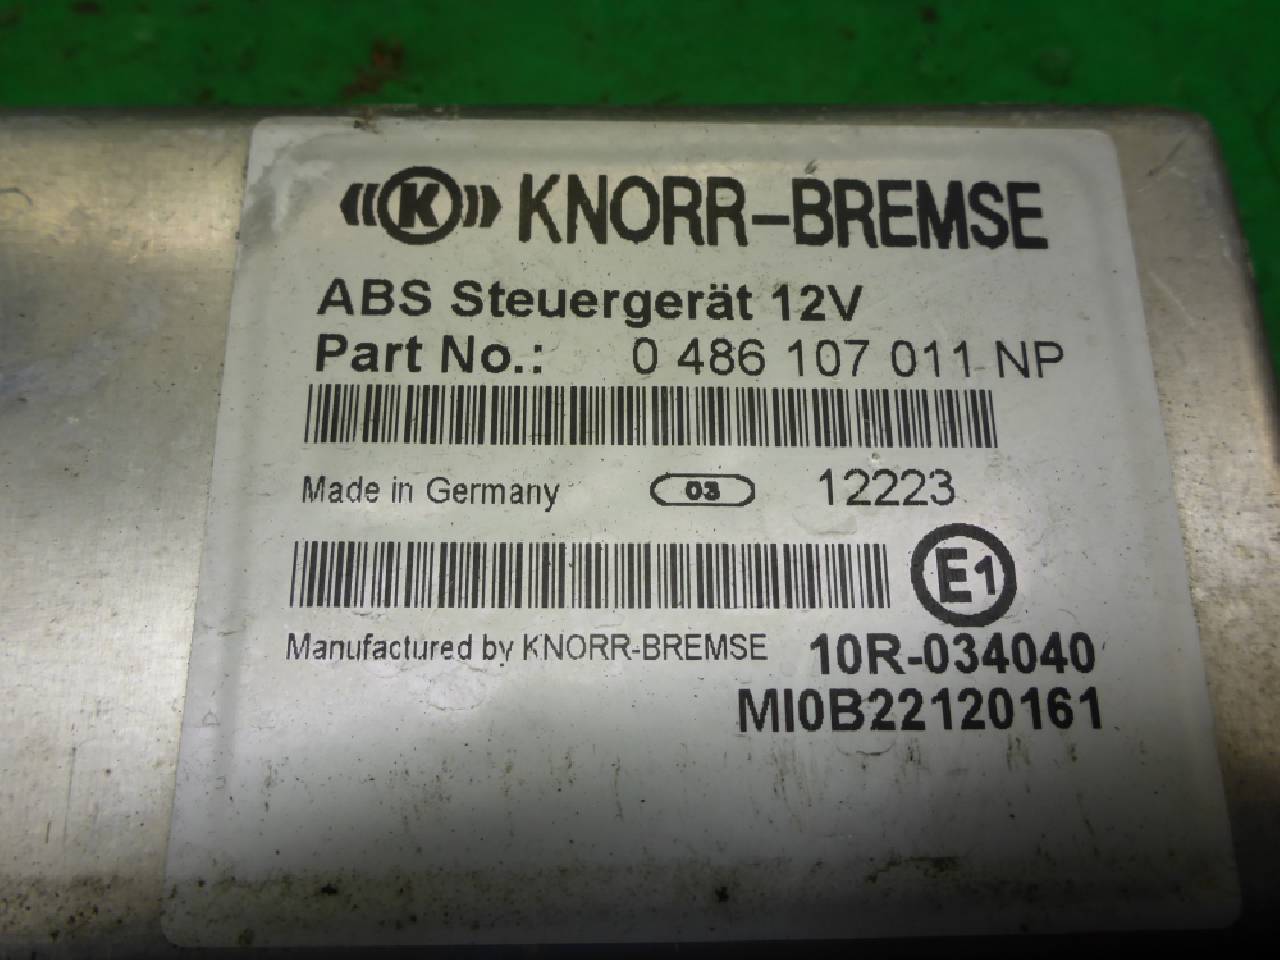 K KNORR-BREMSE
ABS Steuergerät 12V
Part No.: 0 486 107 011 NP
Made in Germany 03 12223
E1
Manufactured by KNORR-BREMSE 10R-034040
MI0B22120161